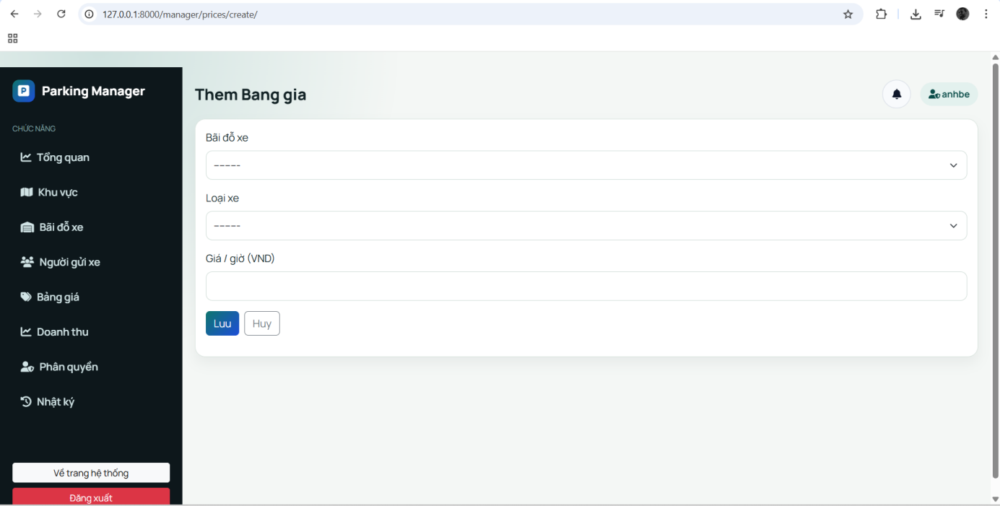 127.0.0.1:8000/manager/prices/create/
P Parking Manager
CHỨC NĂNG
Tổng quan
Khu vực
Bãi đỗ xe
Người gửi xe
Bảng giá
Doanh thu
Phân quyền
Nhật ký
Về trang hệ thống
Đăng xuất
Them Bang gia
anhbe
Bãi đỗ xe
---------
Loại xe
---------
Giá / giờ (VND)
Luu
Huy